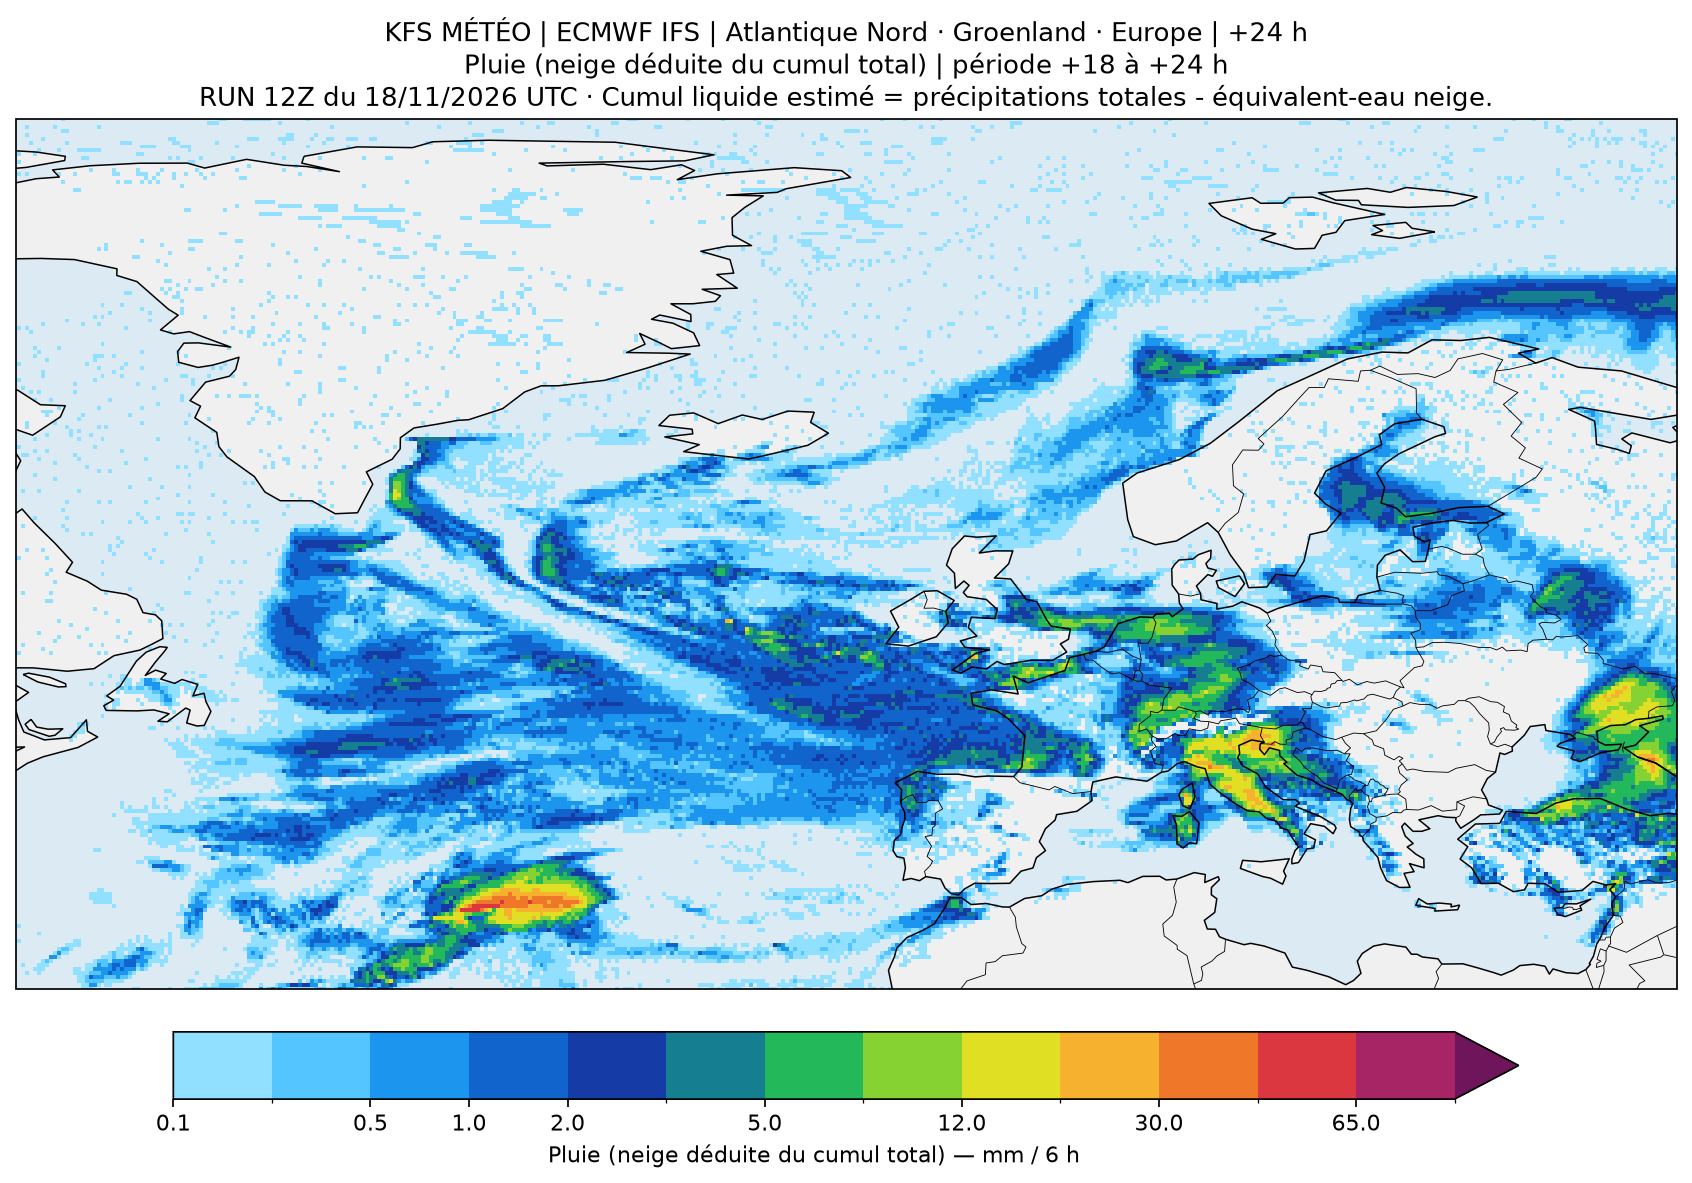 KFS MÉTÉO | ECMWF IFS | Atlantique Nord · Groenland · Europe | +24 h
Pluie (neige déduite du cumul total) | période +18 à +24 h
RUN 12Z du 18/11/2026 UTC · Cumul liquide estimé = précipitations totales - équivalent-eau neige.
0.1 0.5 1.0 2.0 5.0 12.0 30.0 65.0
Pluie (neige déduite du cumul total) — mm / 6 h